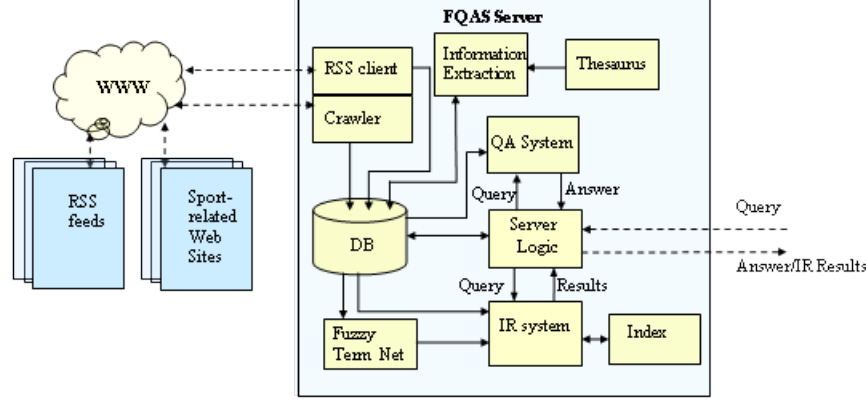 FQAS Server
WWW
RSS client
Crawler
Information
Extraction
Thesaurus
QA System
Query
Answer
RSS
feeds
Sport-
related
Web
Sites
DB
Server
Logic
Query
Answer/IR Results
Query
Results
Fuzzy
Term Net
IR system
Index